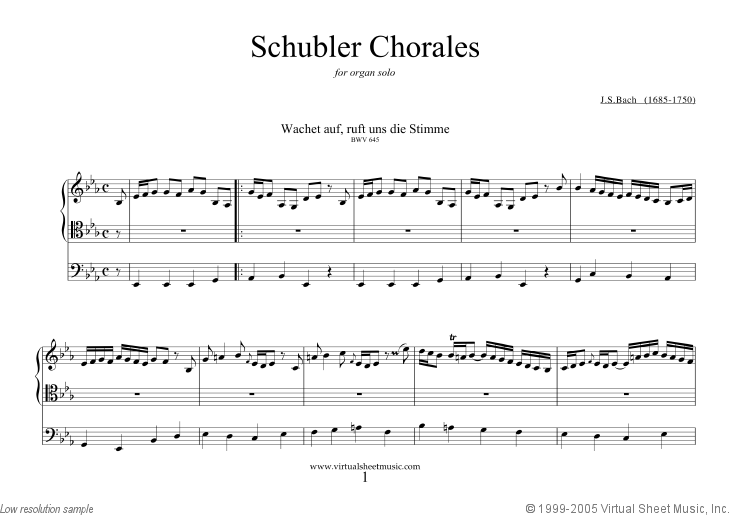 Schubler Chorales
for organ solo
J.S.Bach (1685-1750)
Wachet auf, ruft uns die Stimme
BWV 645
tr
tr
www.virtualsheetmusic.com
1
Low resolution sample
© 1999-2005 Virtual Sheet Music, Inc.